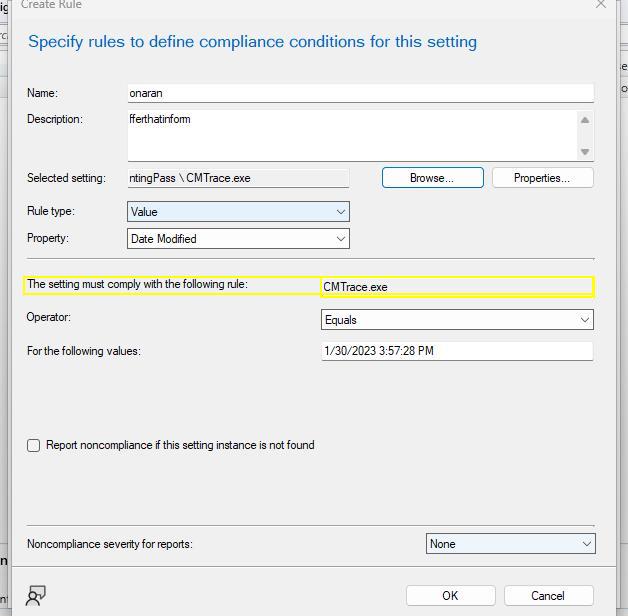 Create Rule
Specify rules to define compliance conditions for this setting
Name: onaran
Description: fferthatinform
Selected setting: ntingPass \ CMTrace.exe Browse... Properties...
Rule type: Value
Property: Date Modified
The setting must comply with the following rule: CMTrace.exe
Operator: Equals
For the following values: 1/30/2023 3:57:28 PM
Report noncompliance if this setting instance is not found
Noncompliance severity for reports: None
OK Cancel